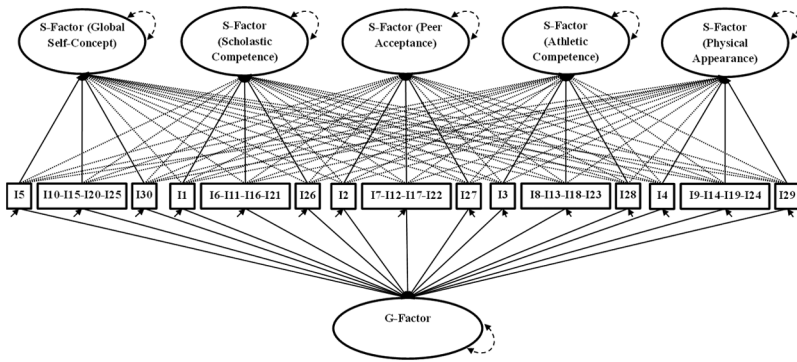 S-Factor (Global
Self-Concept)
S-Factor
(Scholastic
Competence)
S-Factor (Peer
Acceptance)
S-Factor
(Athletic
Competence)
S-Factor
(Physical
Appearance)
I5
I10-I15-I20-I25
I30
I1
I6-I11-I16-I21
I26
I2
I7-I12-I17-I22
I27
I3
I8-I13-I18-I23
I28
I4
I9-I14-I19-I24
I29
G-Factor